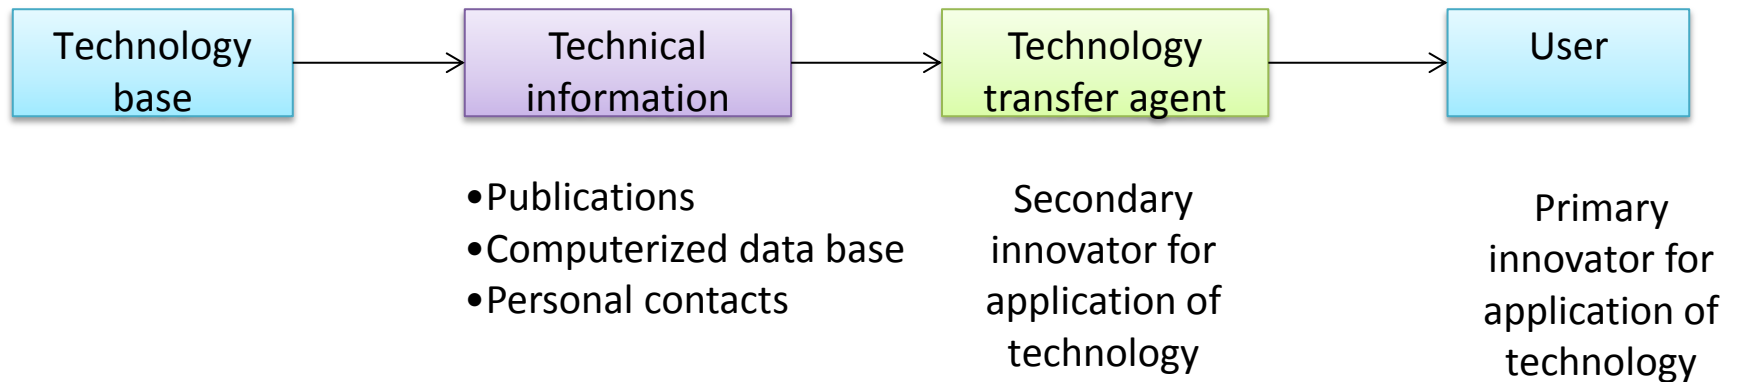 Technology
base
Technical
information
Technology
transfer agent
User
•Publications
•Computerized data base
•Personal contacts
Secondary
innovator for
application of
technology
Primary
innovator for
application of
technology